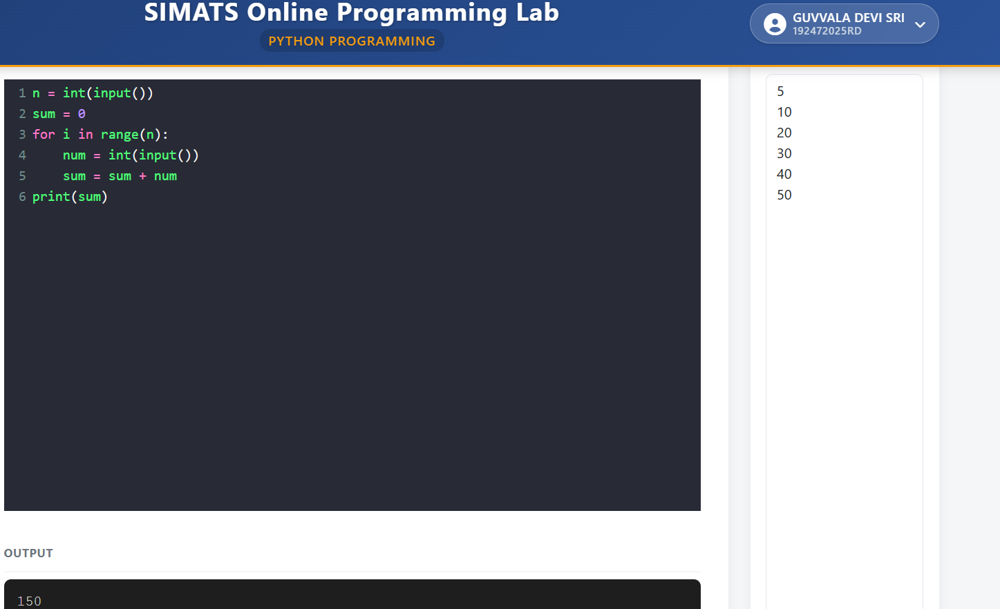 SIMATS Online Programming Lab
PYTHON PROGRAMMING
GUVVALA DEVI SRI
192472025RD
1 n = int(input())
2 sum = 0
3 for i in range(n):
4     num = int(input())
5     sum = sum + num
6 print(sum)
OUTPUT
150
5
10
20
30
40
50